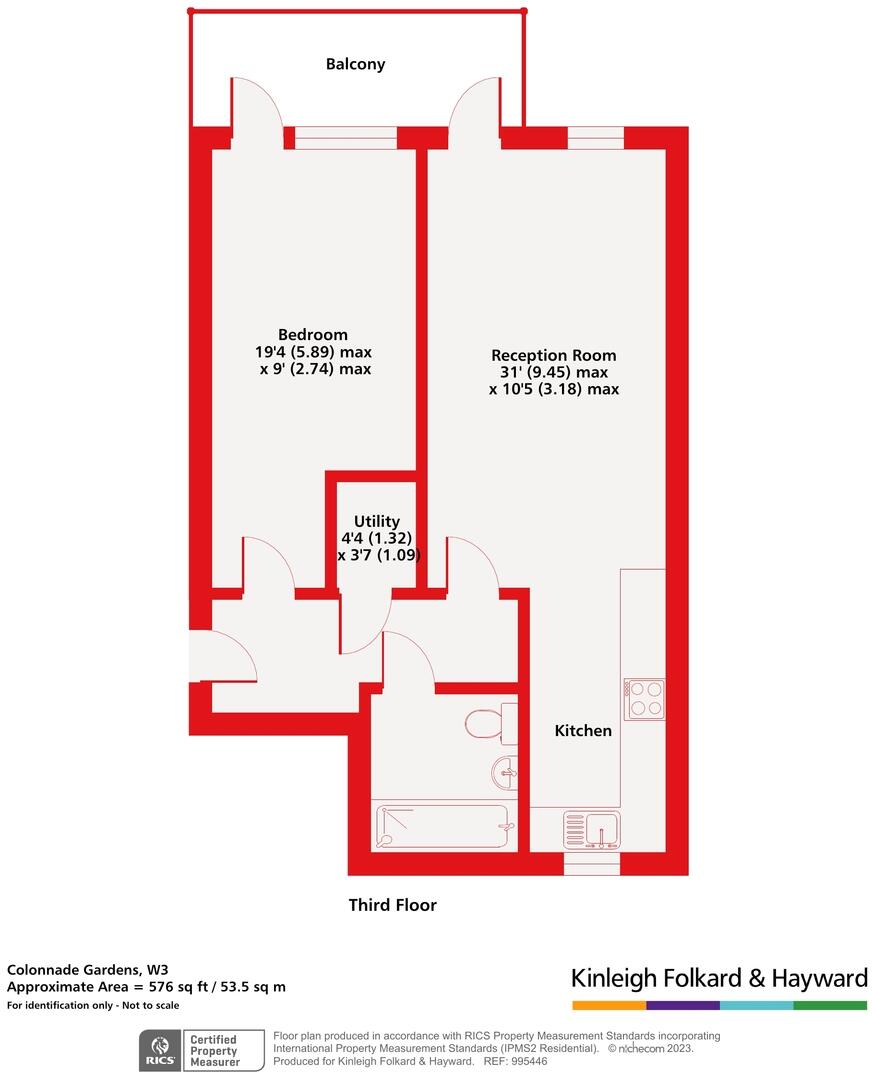 Balcony
Bedroom
19'4 (5.89) max
x 9' (2.74) max
Reception Room
31' (9.45) max
x 10'5 (3.18) max
Utility
4'4 (1.32)
x 3'7 (1.09)
Kitchen
Third Floor
Colonnade Gardens, W3
Approximate Area = 576 sq ft / 53.5 sq m
For identification only - Not to scale
Kinleigh Folkard & Hayward
RICS
Certified
Property
Measurer
Floor plan produced in accordance with RICS Property Measurement Standards incorporating
International Property Measurement Standards (IPMS2 Residential). © nichecom 2023.
Produced for Kinleigh Folkard & Hayward. REF: 995446